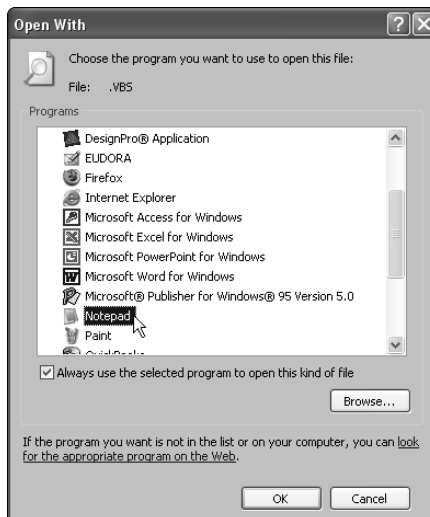 Open With
Choose the program you want to use to open this file:
File: .VBS
Programs
DesignPro® Application
EUDORA
Firefox
Internet Explorer
Microsoft Access for Windows
Microsoft Excel for Windows
Microsoft PowerPoint for Windows
Microsoft Word for Windows
Microsoft® Publisher for Windows® 95 Version 5.0
Notepad
Paint
Always use the selected program to open this kind of file
Browse...
If the program you want is not in the list or on your computer, you can look
for the appropriate program on the Web.
OK Cancel